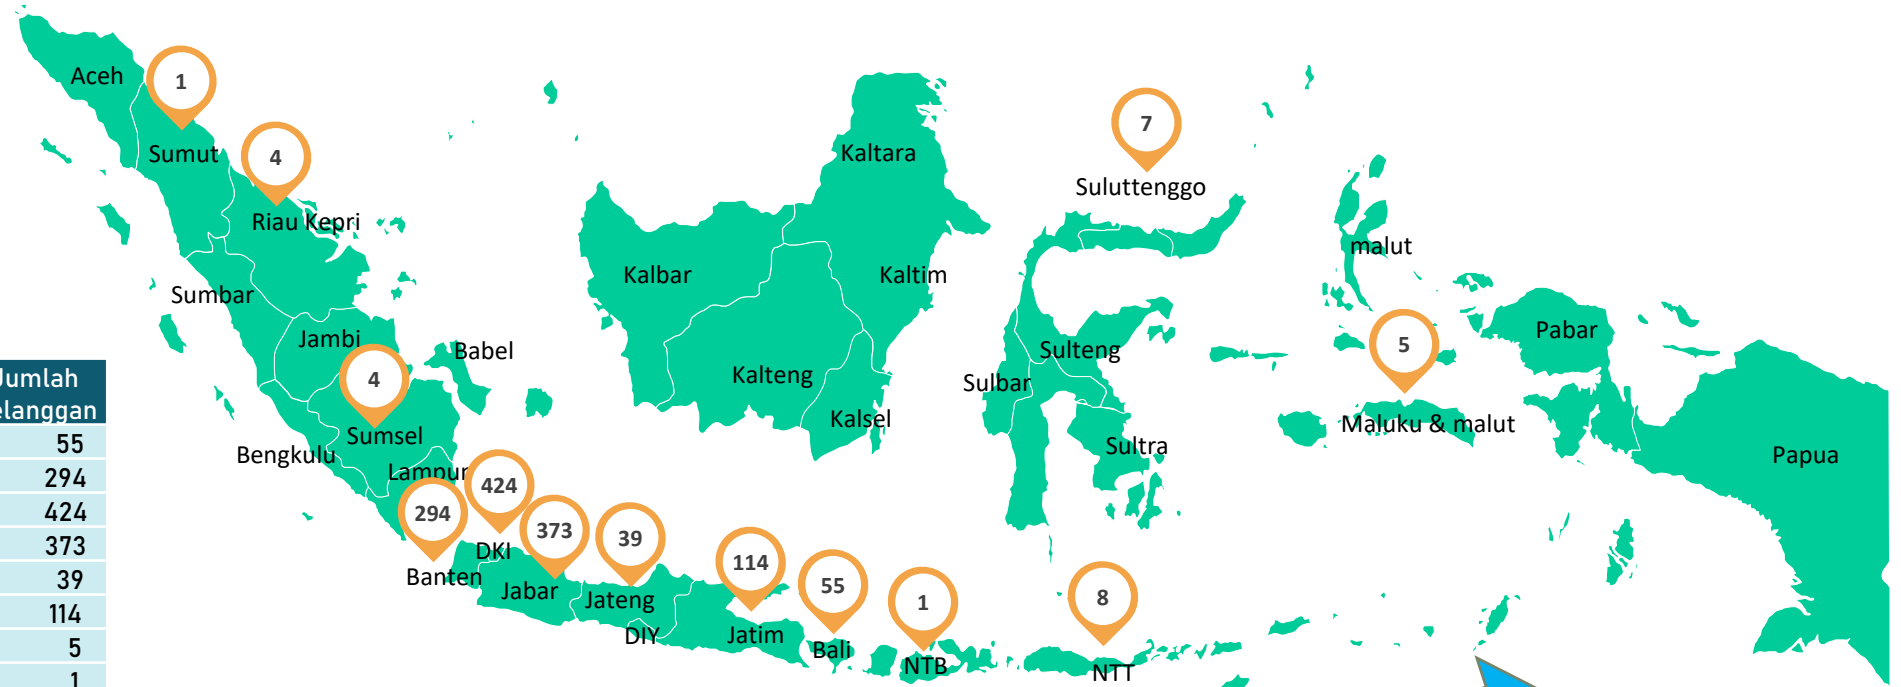 Aceh
1
Sumut
4
Riau Kepri
7
Suluttenggo
Kaltara
malut
Kalbar
Kaltim
Sumbar
Jambi
Babel
4
5
Pabar
Sulteng
Kalteng
Sulbar
Kalsel
Sumsel
Maluku & malut
Bengkulu
Sultra
Papua
Lampur
424
294
373
39
DKI
Banten
Jabar
Jateng
DIY
114
Jatim
55
Bali
1
NTB
8
NTT
Jumlah
elanggan
55
294
424
373
39
114
5
1